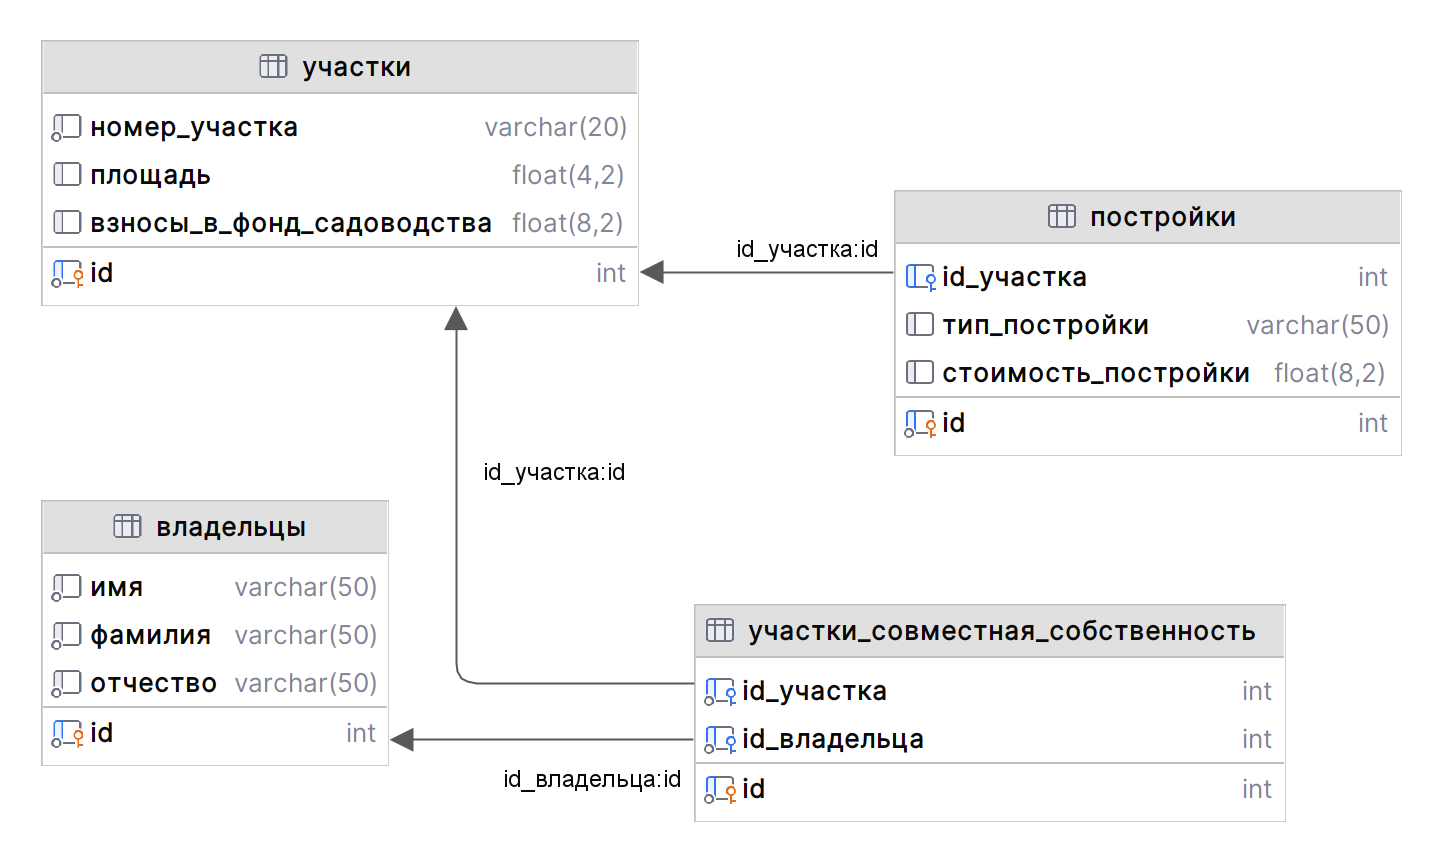 участки
номер_участка varchar(20)
площадь float(4,2)
взносы_в_фонд_садоводства float(8,2)
id int
id_участка:id
постройки
id_участка int
тип_постройки varchar(50)
стоимость_постройки float(8,2)
id int
id_участка:id
владельцы
имя varchar(50)
фамилия varchar(50)
отчество varchar(50)
id int
id_владельца:id
участки_совместная_собственность
id_участка int
id_владельца int
id int